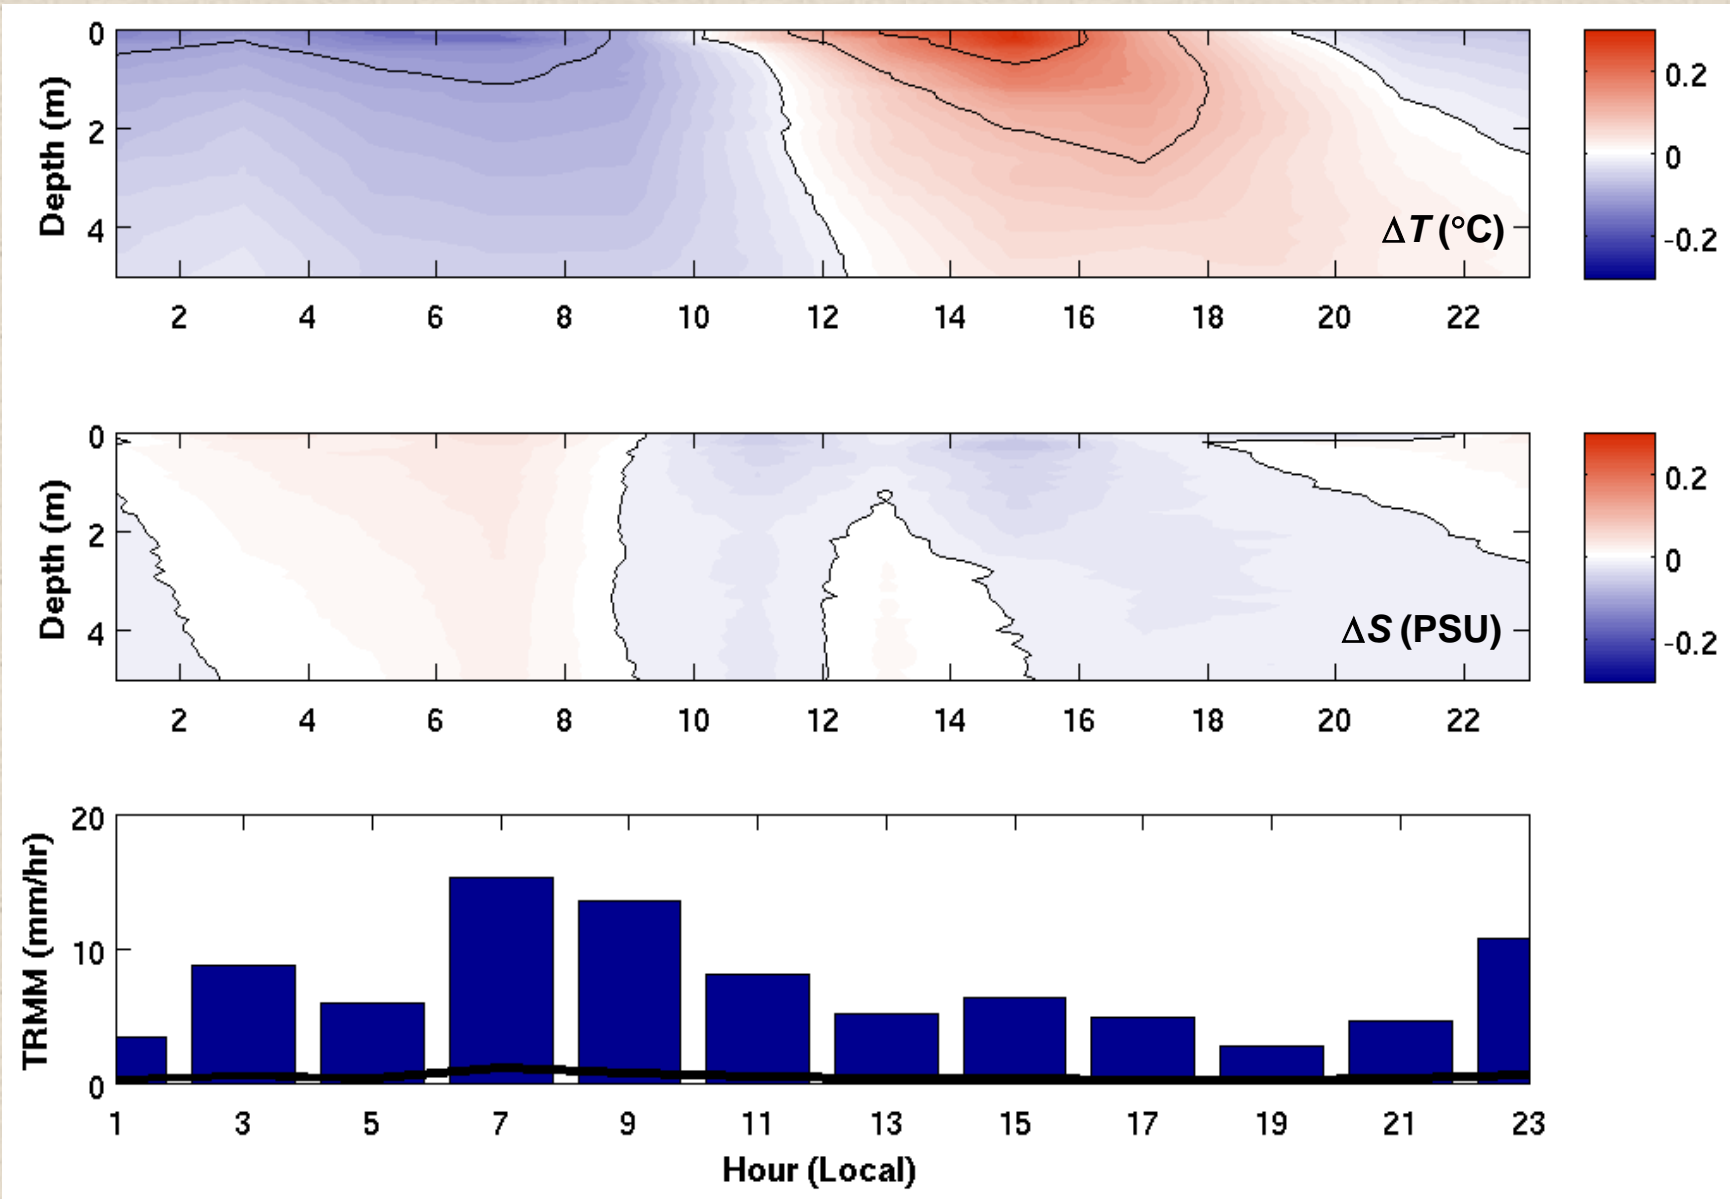 0
2
4
Depth (m)
ΔT (°C)
0.2
0
-0.2
2 4 6 8 10 12 14 16 18 20 22
0
2
4
Depth (m)
ΔS (PSU)
0.2
0
-0.2
2 4 6 8 10 12 14 16 18 20 22
20
10
0
TRMM (mm/hr)
1 3 5 7 9 11 13 15 17 19 21 23
Hour (Local)